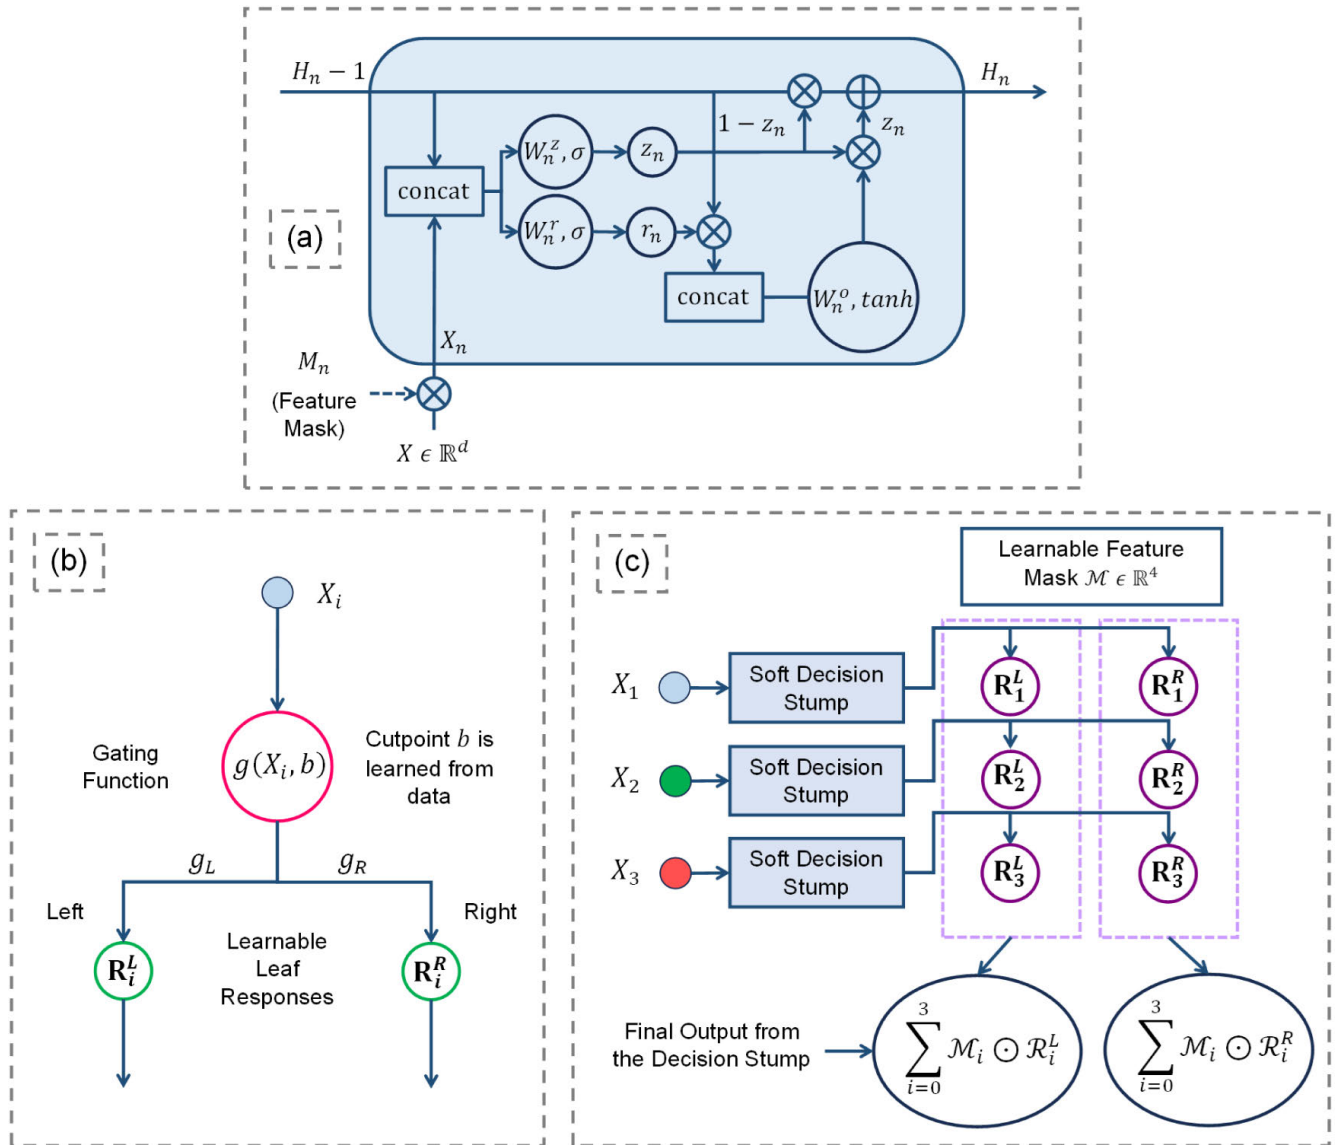 (a)
H_n − 1
H_n
1 − z_n
z_n
W_n^z, σ
z_n
concat
W_n^r, σ
r_n
concat
W_n^o, tanh
X_n
M_n
(Feature
Mask)
X ϵ ℝ^d
(b)
X_i
Gating
Function
g(X_i, b)
Cutpoint b is
learned from
data
g_L
g_R
Left
Right
R_i^L
Learnable
Leaf
Responses
R_i^R
(c)
Learnable Feature
Mask ℳ ϵ ℝ^4
X_1
Soft Decision
Stump
R_1^L
R_1^R
X_2
Soft Decision
Stump
R_2^L
R_2^R
X_3
Soft Decision
Stump
R_3^L
R_3^R
Final Output from
the Decision Stump
∑_{i=0}^{3} ℳ_i ⊙ ℛ_i^L
∑_{i=0}^{3} ℳ_i ⊙ ℛ_i^R